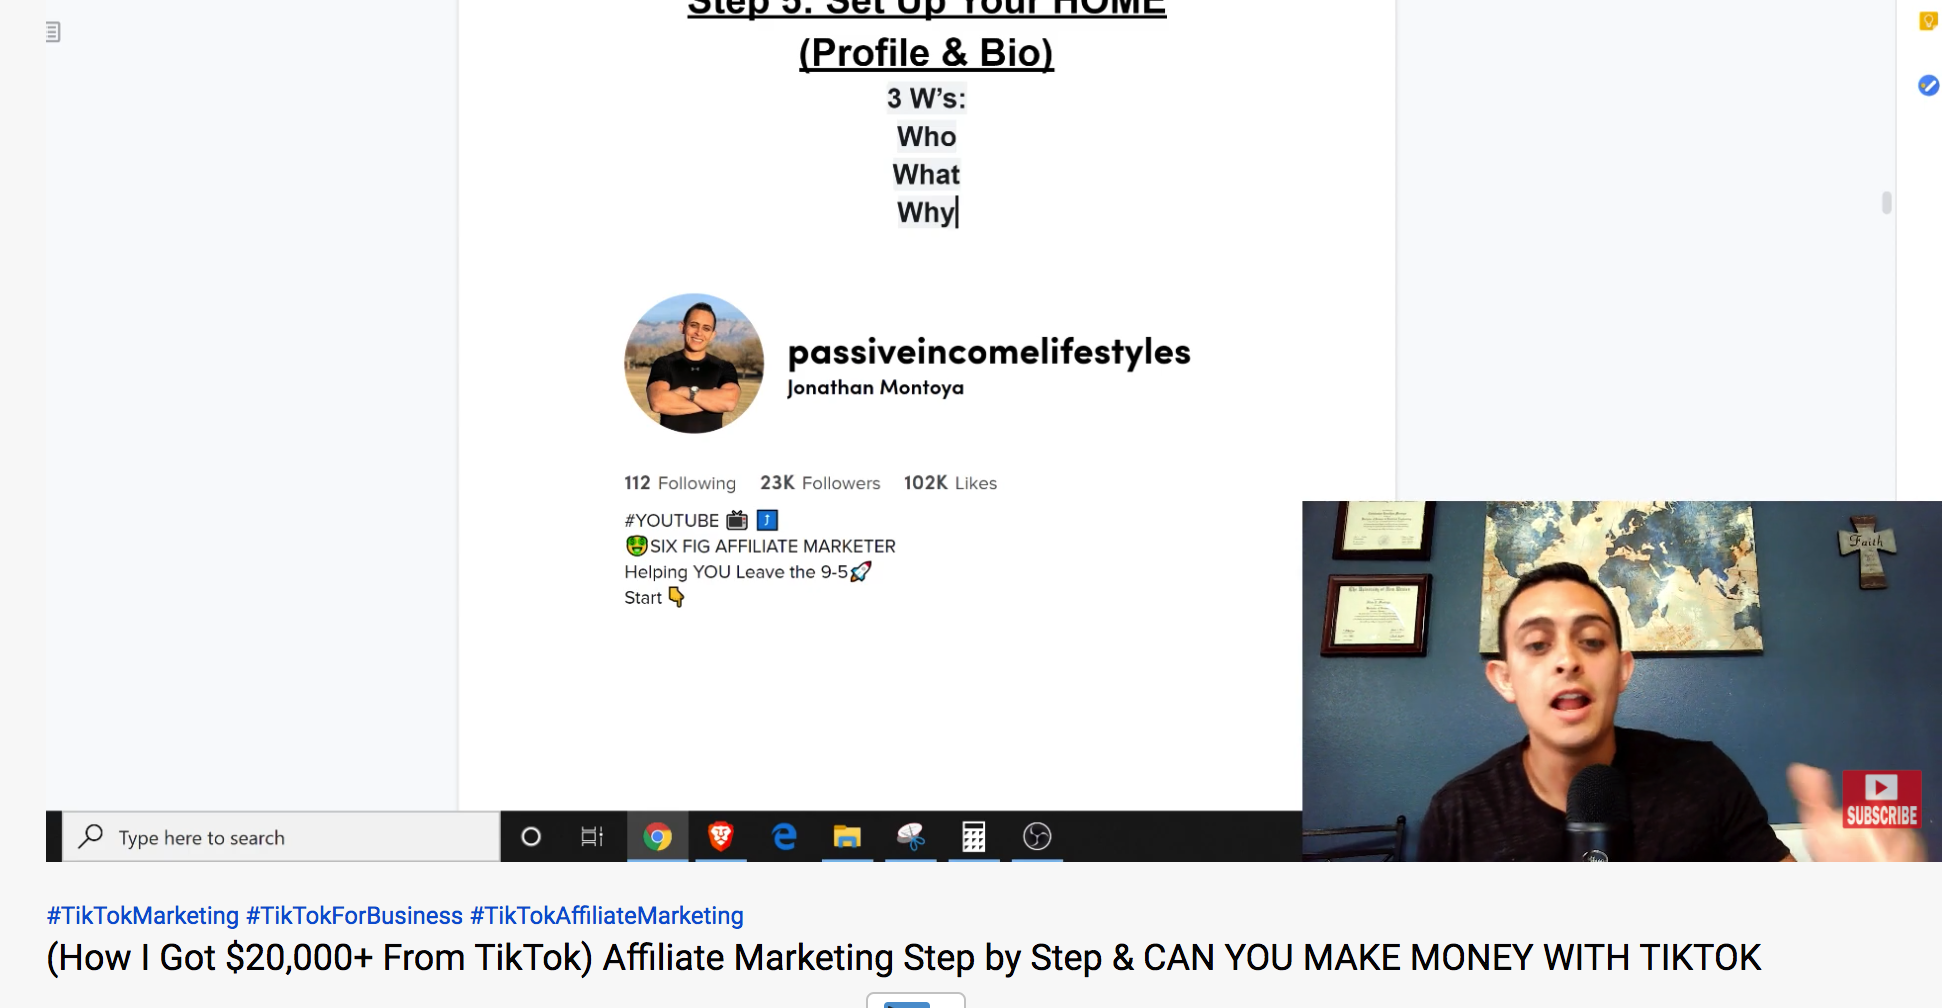 Step 5: Set Up Your HOME
(Profile & Bio)
3 W’s:
Who
What
Why
passiveincomelifestyles
Jonathan Montoya
112 Following 23K Followers 102K Likes
#YOUTUBE 📺 ⤴️
🤑SIX FIG AFFILIATE MARKETER
Helping YOU Leave the 9-5🚀
Start 👇
Faith
SUBSCRIBE
Type here to search
#TikTokMarketing #TikTokForBusiness #TikTokAffiliateMarketing
(How I Got $20,000+ From TikTok) Affiliate Marketing Step by Step & CAN YOU MAKE MONEY WITH TIKTOK